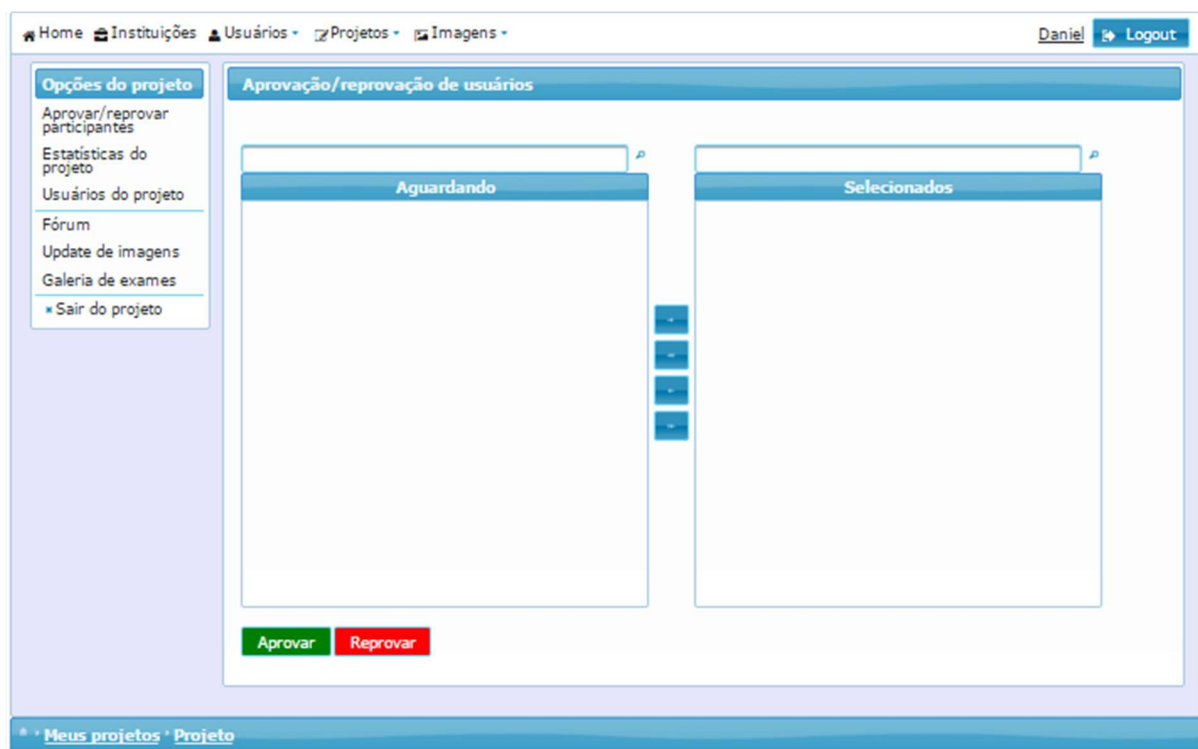 Home Instituições Usuários Projetos Imagens Daniel Logout
Opções do projeto
Aprovar/reprovar
participantes
Estatísticas do
projeto
Usuários do projeto
Fórum
Update de imagens
Galeria de exames
Sair do projeto
Aprovação/reprovação de usuários
Aguardando
Selecionados
Aprovar Reprovar
Meus projetos Projeto